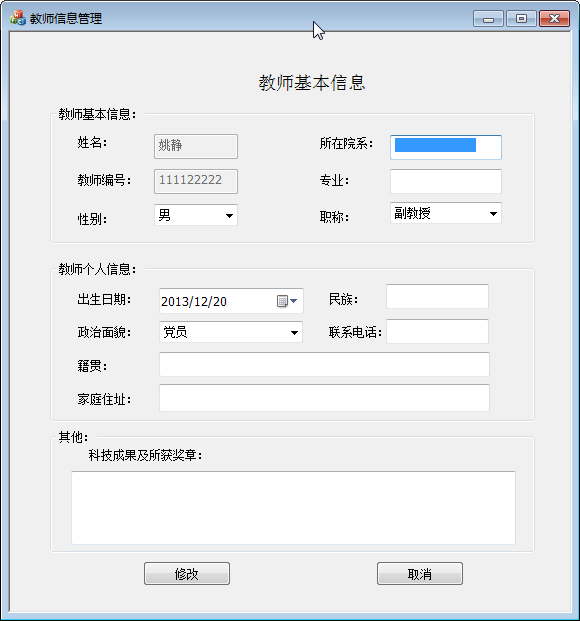 教师信息管理
教师基本信息
教师基本信息：
姓名： 姚静 所在院系：
教师编号： 111122222 专业：
性别： 男 职称： 副教授
教师个人信息：
出生日期： 2013/12/20 民族：
政治面貌： 党员 联系电话：
籍贯：
家庭住址：
其他：
科技成果及所获奖章：
修改 取消